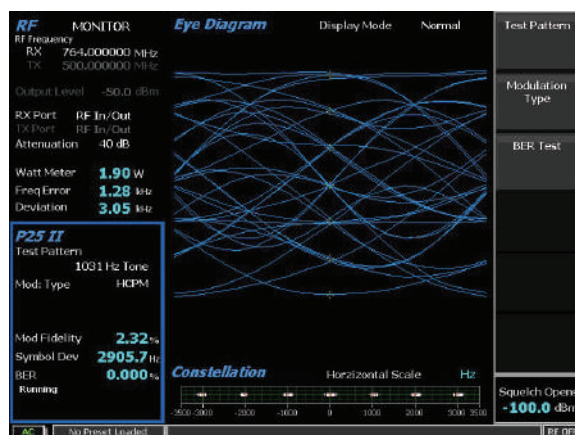 RF MONITOR
RF Frequency
RX 764.000000 MHz
TX 500.000000 MHz
Output Level -50.0 dBm
RX Port RF In/Out
TX Port RF In/Out
Attenuation 40 dB
Watt Meter 1.90 W
Freq Error 1.28 kHz
Deviation 3.05 kHz
P25 II
Test Pattern
1031 Hz Tone
Mod: Type HCPM
Mod Fidelity 2.32 %
Symbol Dev 2905.7 Hz
BER 0.000 %
Running
Eye Diagram Display Mode Normal
Constellation Horzizontal Scale Hz
-3500 -3000 -2000 -1000 0 1000 2000 3000 3500
Test Pattern
Modulation
Type
BER Test
Squelch Opens
-100.0 dBm
AC No Preset Loaded RF OFF